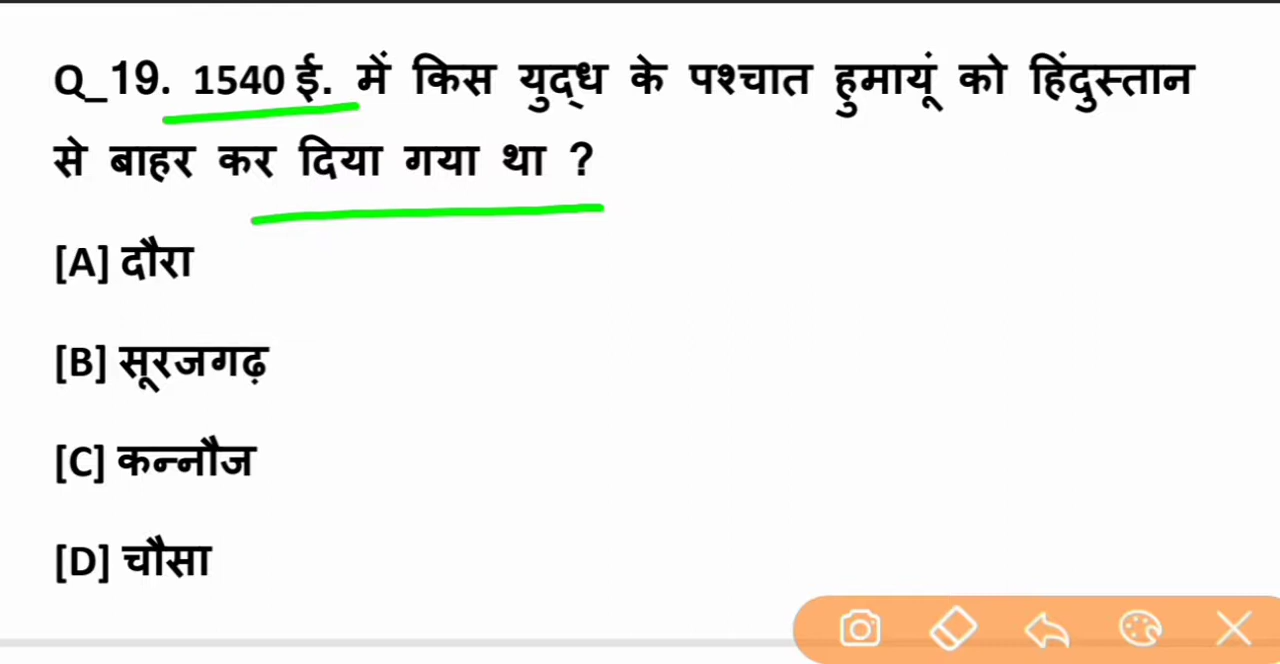 Q_19. 1540 ई. में किस युद्ध के पश्चात हुमायूं को हिंदुस्तान
से बाहर कर दिया गया था ?
[A] दौरा
[B] सूरजगढ़
[C] कन्नौज
[D] चौसा